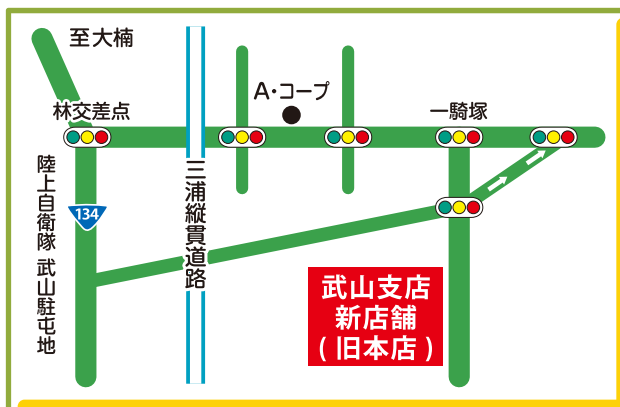 至大楠
A・コープ
林交差点
一騎塚
陸上自衛隊 武山駐屯地
134
三浦縦貫道路
武山支店
新店舗
(旧本店)